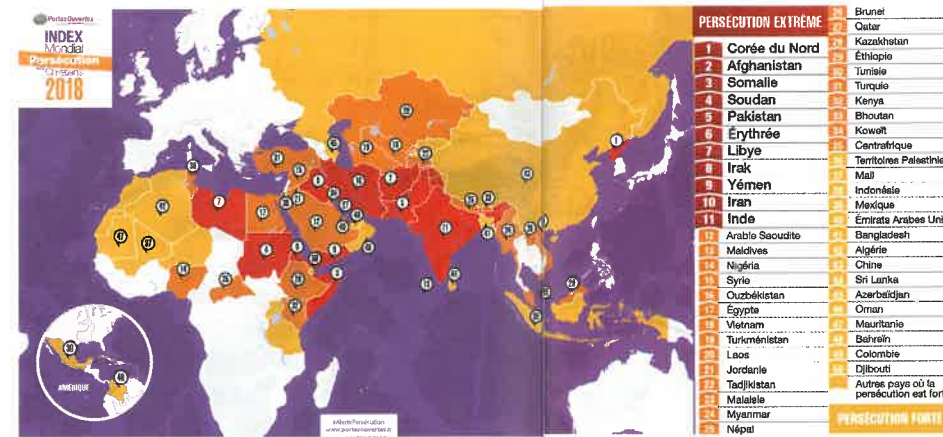 Portes Ouvertes
INDEX
Mondial
Persécution
2018
AMÉRIQUE
www.portesouvertes.fr
PERSÉCUTION EXTRÊME
1 Corée du Nord
2 Afghanistan
3 Somalie
4 Soudan
5 Pakistan
6 Érythrée
7 Libye
8 Irak
9 Yémen
10 Iran
11 Inde
12 Arabie Saoudite
13 Maldives
14 Nigéria
15 Syrie
16 Ouzbékistan
17 Égypte
18 Vietnam
19 Turkménistan
20 Laos
21 Jordanie
22 Tadjikistan
23 Malaisie
24 Myanmar
25 Népal
26 Brunei
27 Qatar
28 Kazakhstan
29 Éthiopie
30 Tunisie
31 Turquie
32 Kenya
33 Bhoutan
34 Koweït
35 Centrafrique
36 Territoires Palestinie
37 Mali
38 Indonésie
39 Mexique
40 Émirats Arabes Uni
41 Bangladesh
42 Algérie
43 Chine
44 Sri Lanka
45 Azerbaïdjan
46 Oman
47 Mauritanie
48 Bahreïn
49 Colombie
50 Djibouti
Autres pays où la
persécution est fort
PERSÉCUTION FORTE